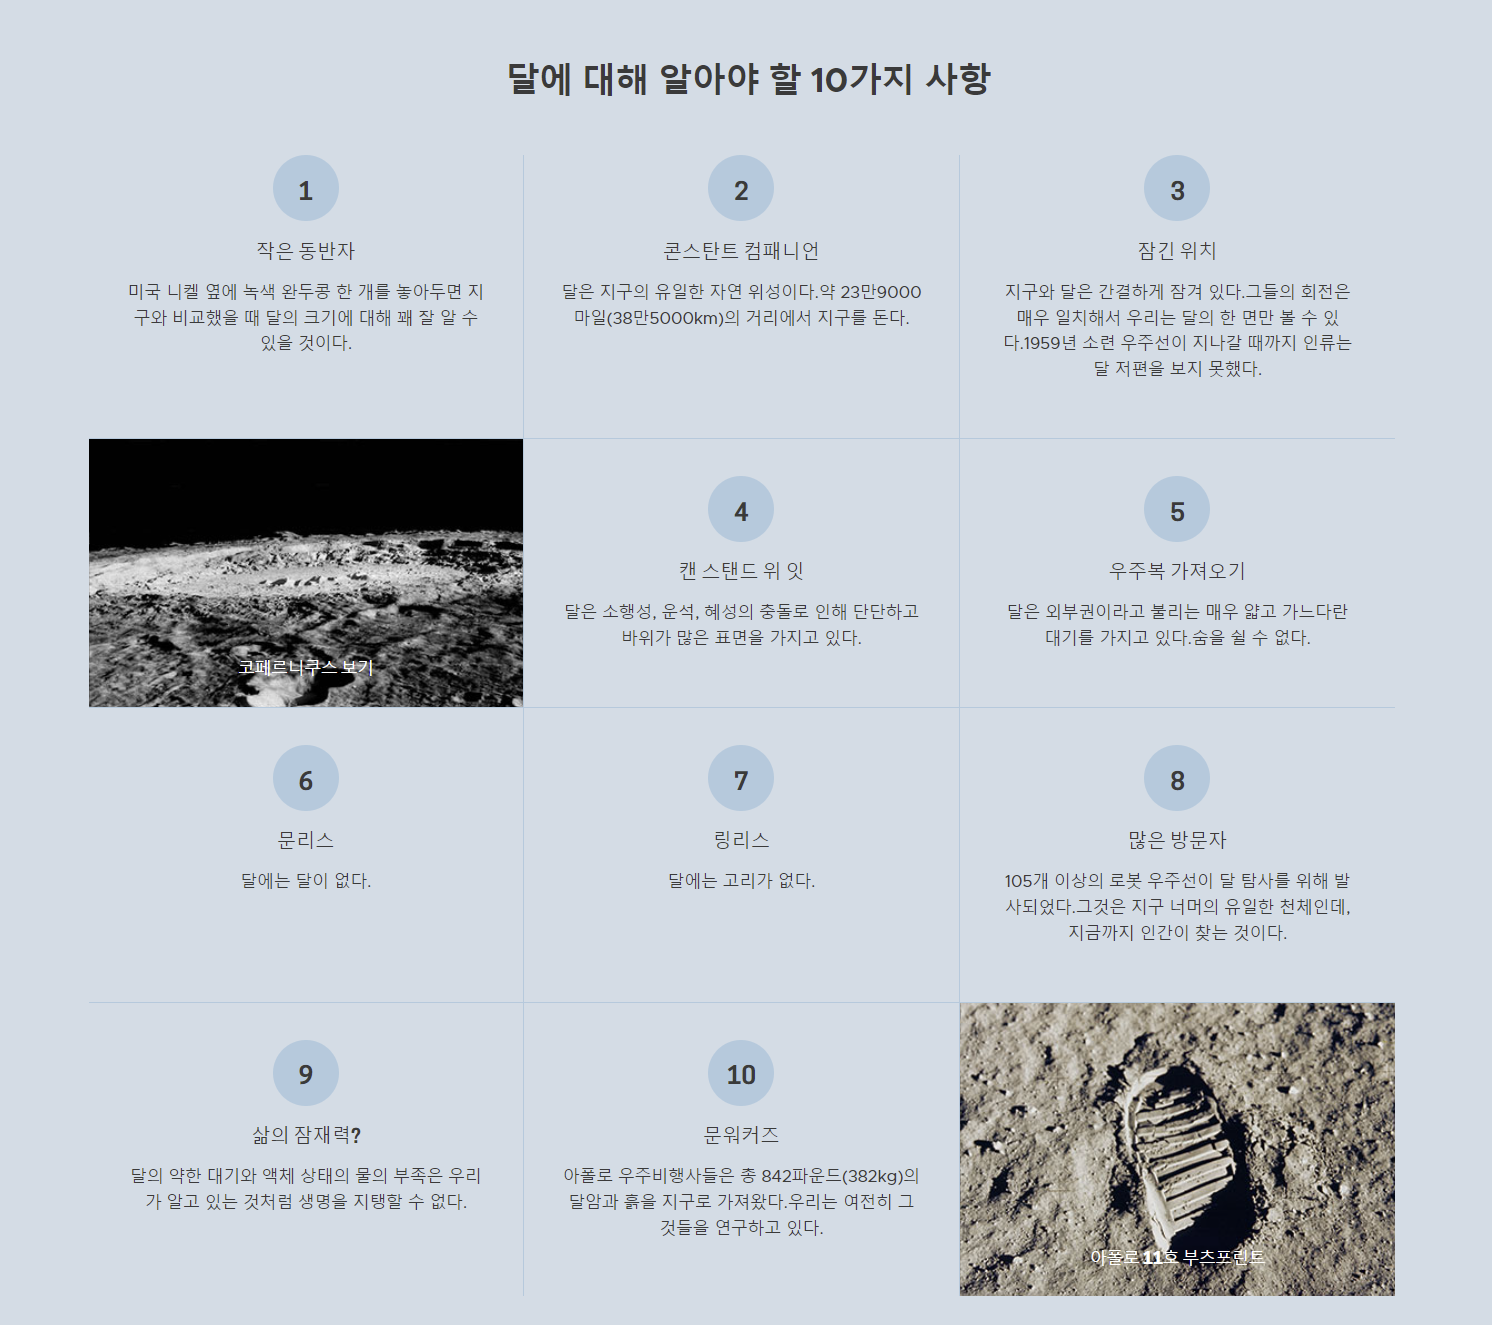 달에 대해 알아야 할 10가지 사항
1
작은 동반자
미국 니켈 옆에 녹색 완두콩 한 개를 놓아두면 지
구와 비교했을 때 달의 크기에 대해 꽤 잘 알 수
있을 것이다.
2
콘스탄트 컴패니언
달은 지구의 유일한 자연 위성이다.약 23만9000
마일(38만5000km)의 거리에서 지구를 돈다.
3
잠긴 위치
지구와 달은 간결하게 잠겨 있다.그들의 회전은
매우 일치해서 우리는 달의 한 면만 볼 수 있
다.1959년 소련 우주선이 지나갈 때까지 인류는
달 저편을 보지 못했다.
코페르니쿠스 보기
4
캔 스탠드 위 잇
달은 소행성, 운석, 혜성의 충돌로 인해 단단하고
바위가 많은 표면을 가지고 있다.
5
우주복 가져오기
달은 외부권이라고 불리는 매우 얇고 가느다란
대기를 가지고 있다.숨을 쉴 수 없다.
6
문리스
달에는 달이 없다.
7
링리스
달에는 고리가 없다.
8
많은 방문자
105개 이상의 로봇 우주선이 달 탐사를 위해 발
사되었다.그것은 지구 너머의 유일한 천체인데,
지금까지 인간이 찾는 것이다.
9
삶의 잠재력?
달의 약한 대기와 액체 상태의 물의 부족은 우리
가 알고 있는 것처럼 생명을 지탱할 수 없다.
10
문워커즈
아폴로 우주비행사들은 총 842파운드(382kg)의
달암과 흙을 지구로 가져왔다.우리는 여전히 그
것들을 연구하고 있다.
아폴로 11호 부츠프린트